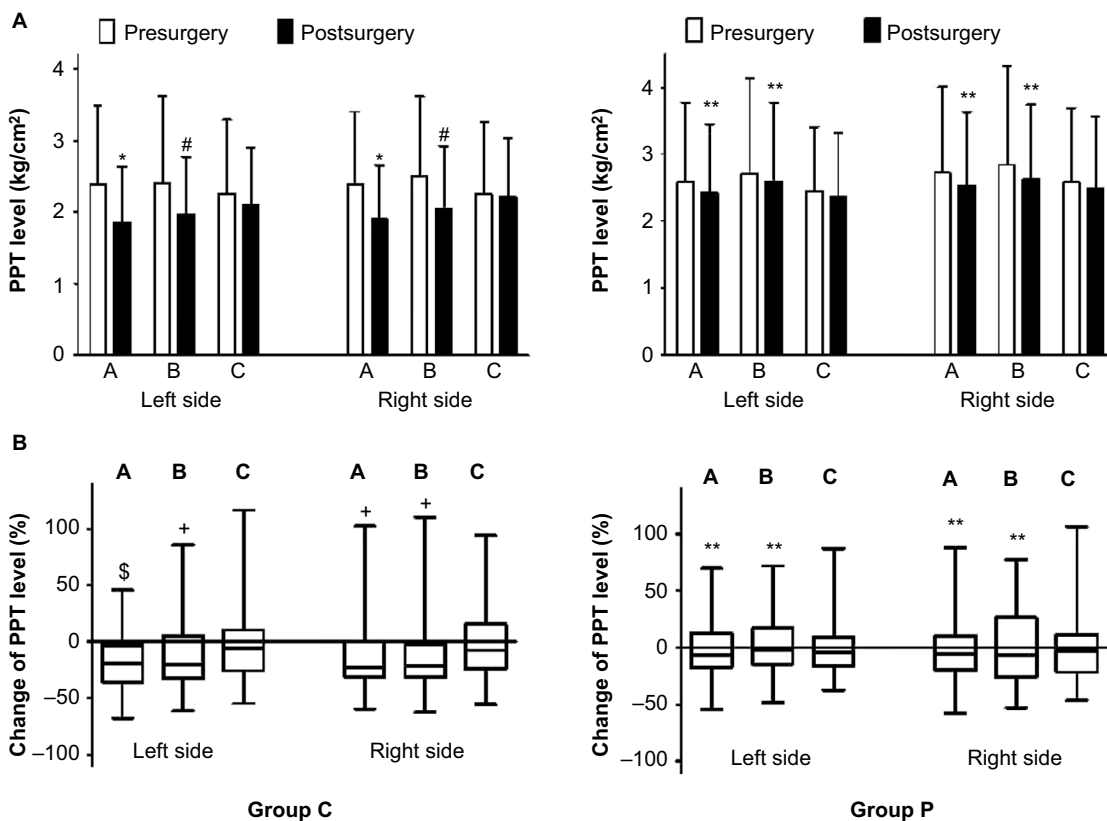 A
Presurgery Postsurgery
PPT level (kg/cm²)
4
3
2
1
0
* # * #
A B C A B C
Left side Right side
Presurgery Postsurgery
PPT level (kg/cm²)
4
3
2
1
0
** ** ** **
A B C A B C
Left side Right side
B
Change of PPT level (%)
A B C A B C
100
50
0
–50
–100
$ + + +
Left side Right side
Group C
Change of PPT level (%)
A B C A B C
100
50
0
–50
–100
** ** ** **
Left side Right side
Group P